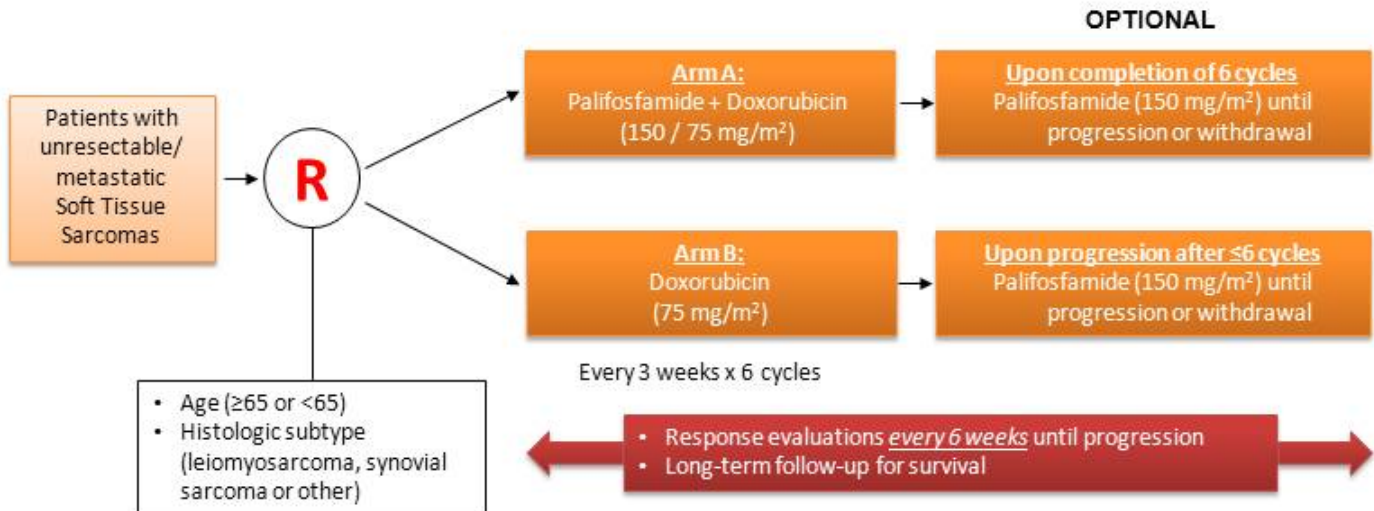 OPTIONAL
Patients with
unresectable/
metastatic
Soft Tissue
Sarcomas
R
Arm A:
Palifosfamide + Doxorubicin
(150 / 75 mg/m²)
Upon completion of 6 cycles
Palifosfamide (150 mg/m²) until
progression or withdrawal
Arm B:
Doxorubicin
(75 mg/m²)
Upon progression after ≤6 cycles
Palifosfamide (150 mg/m²) until
progression or withdrawal
Every 3 weeks x 6 cycles
• Age (≥65 or <65)
• Histologic subtype
(leiomyosarcoma, synovial
sarcoma or other)
• Response evaluations every 6 weeks until progression
• Long-term follow-up for survival